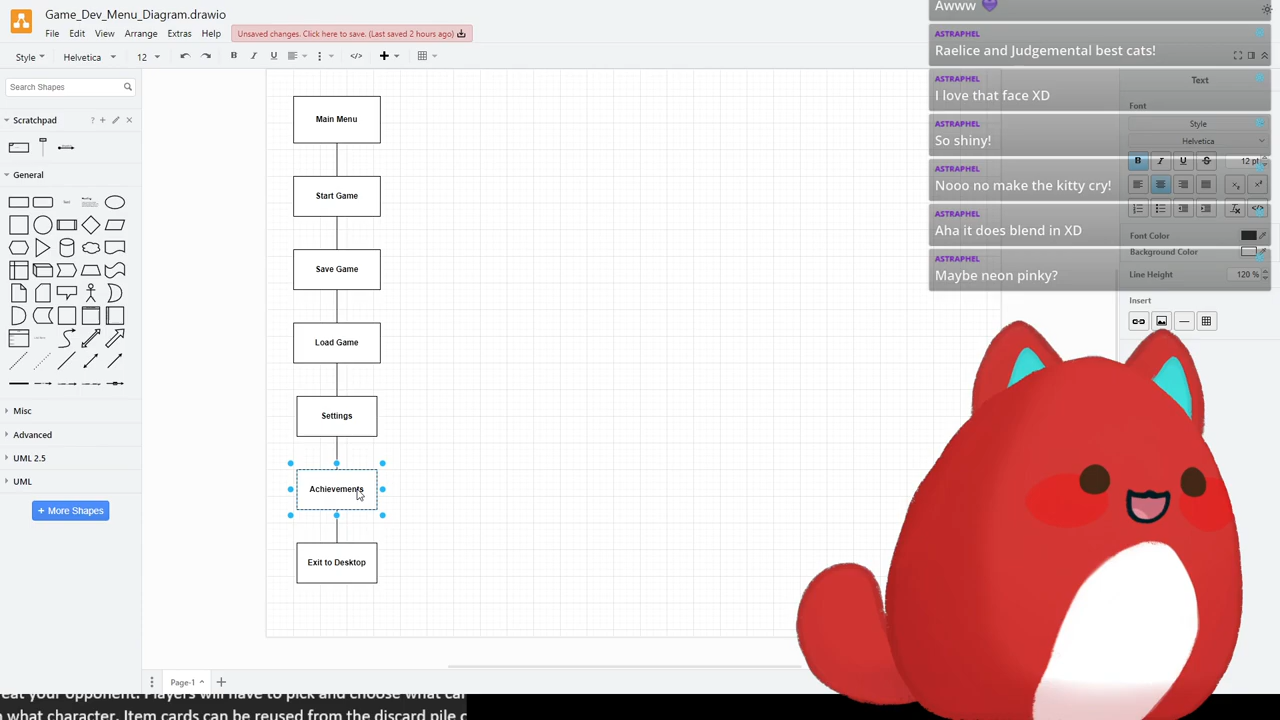 Game_Dev_Menu_Diagram.drawio
File Edit View Arrange Extras Help
Unsaved changes. Click here to save. (Last saved 2 hours ago)
Style
Helvetica
12
Search Shapes
Scratchpad
General
Misc
Advanced
UML 2.5
UML
+ More Shapes
Main Menu
Start Game
Save Game
Load Game
Settings
Achievements
Exit to Desktop
Page-1
Awww 💜
ASTRAPHEL
Raelice and Judgemental best cats!
ASTRAPHEL
I love that face XD
ASTRAPHEL
So shiny!
ASTRAPHEL
Nooo no make the kitty cry!
ASTRAPHEL
Aha it does blend in XD
ASTRAPHEL
Maybe neon pinky?
Text
Font
Style
Helvetica
B I U S 12 pt
Font Color
Background Color
Line Height 120 %
Insert
eat your opponent. Players will have to pick and choose what
what character. Item cards can be reused from the discard pile